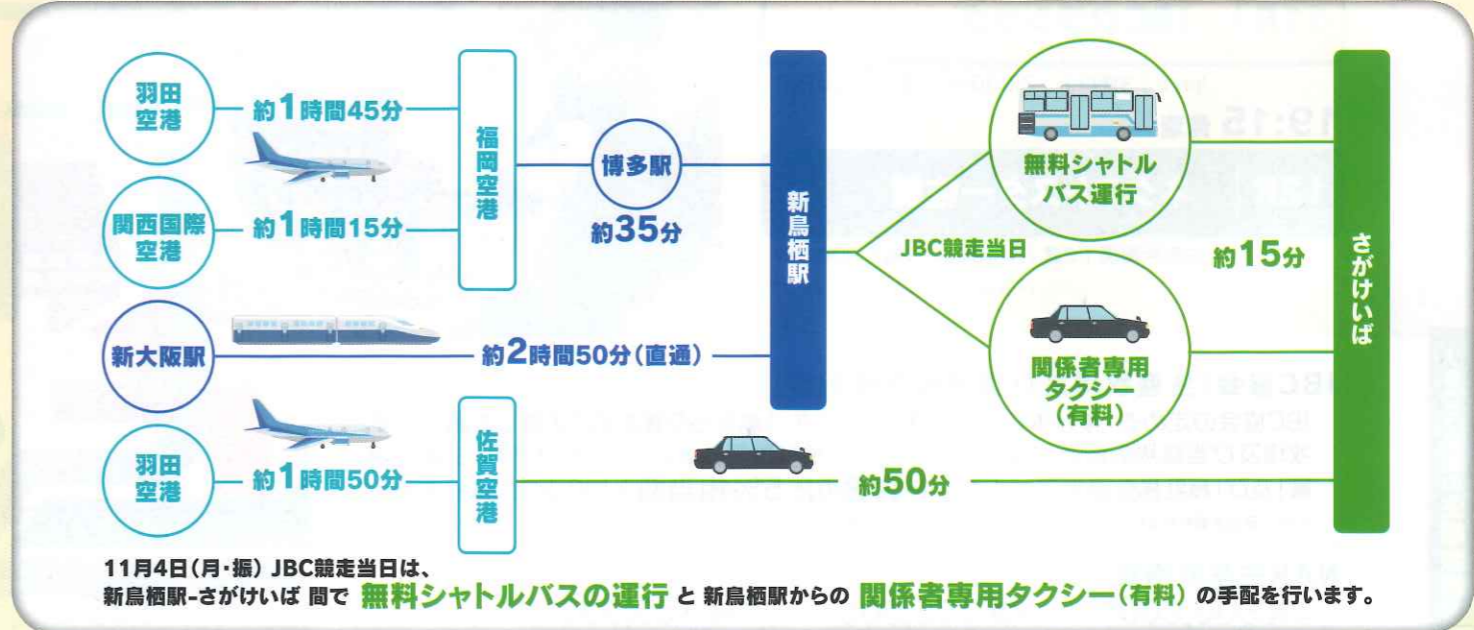 羽田
空港
約1時間45分
福岡空港
博多駅
約35分
関西国際
空港
約1時間15分
新鳥栖駅
JBC競走当日
無料シャトル
バス運行
約15分
さがけいば
関係者専用
タクシー
(有料)
新大阪駅
約2時間50分(直通)
羽田
空港
約1時間50分
佐賀空港
約50分
11月4日(月・振) JBC競走当日は、
新鳥栖駅-さがけいば 間で 無料シャトルバスの運行 と 新鳥栖駅からの 関係者専用タクシー(有料) の手配を行います。
19:15